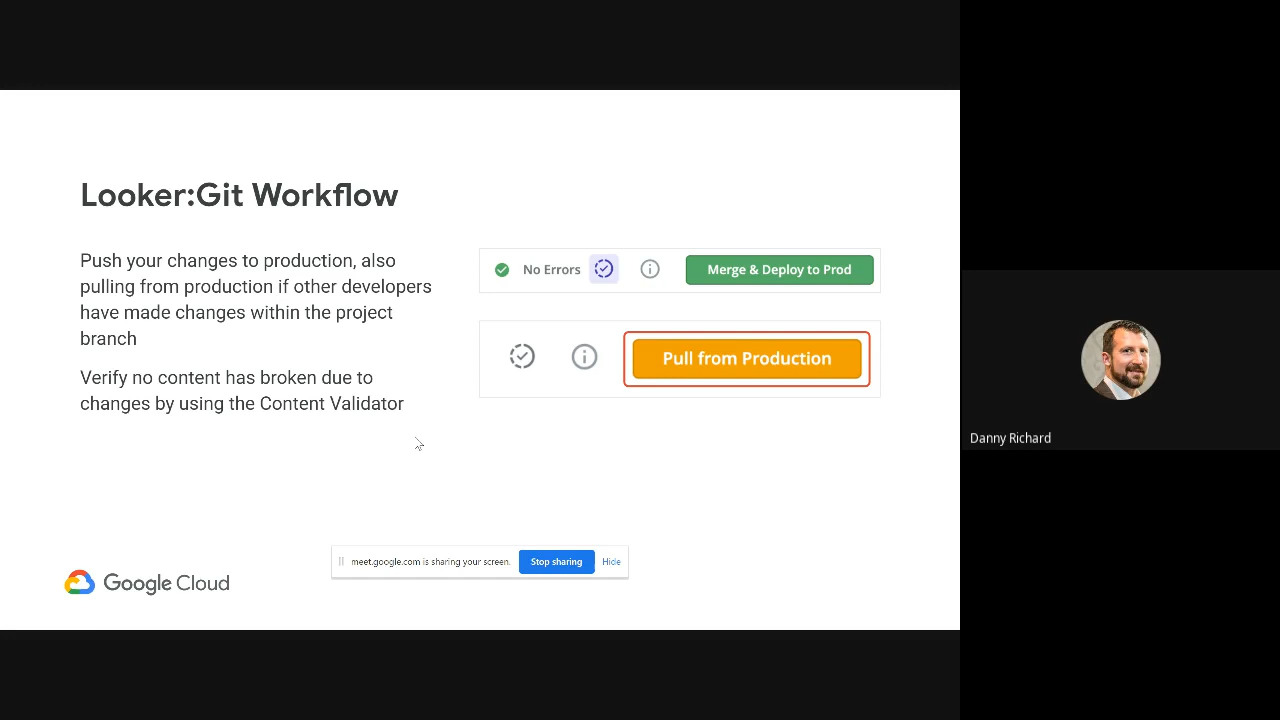 Looker:Git Workflow
Push your changes to production, also
pulling from production if other developers
have made changes within the project
branch
Verify no content has broken due to
changes by using the Content Validator
No Errors
Merge & Deploy to Prod
Pull from Production
meet.google.com is sharing your screen.
Stop sharing
Hide
Google Cloud
Danny Richard